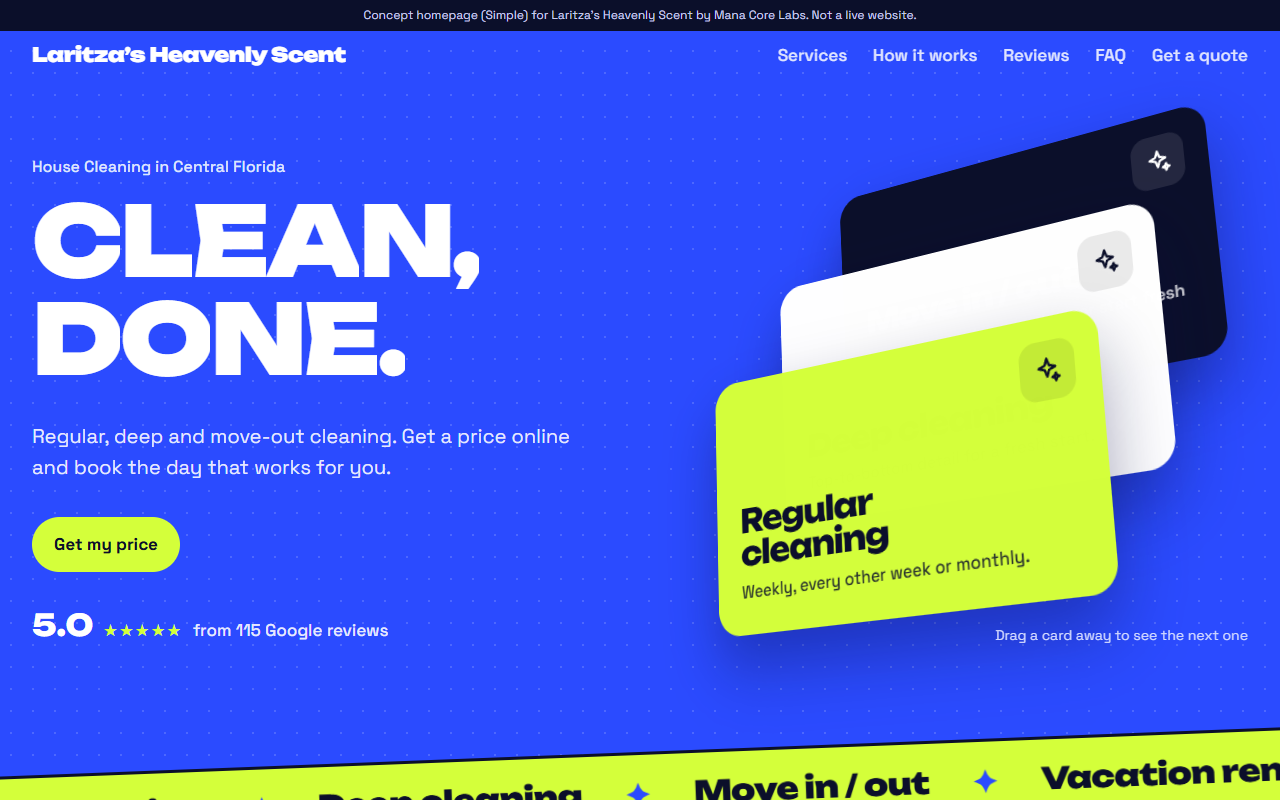 Concept homepage (Simple) for Laritza's Heavenly Scent by Mana Core Labs. Not a live website.
Laritza’s Heavenly Scent
Services How it works Reviews FAQ Get a quote
House Cleaning in Central Florida
CLEAN,
DONE.
Regular, deep and move-out cleaning. Get a price online
and book the day that works for you.
Get my price
5.0 ★★★★★ from 115 Google reviews
Regular
cleaning
Weekly, every other week or monthly.
Drag a card away to see the next one
Deep cleaning Move in / out Vacation ren